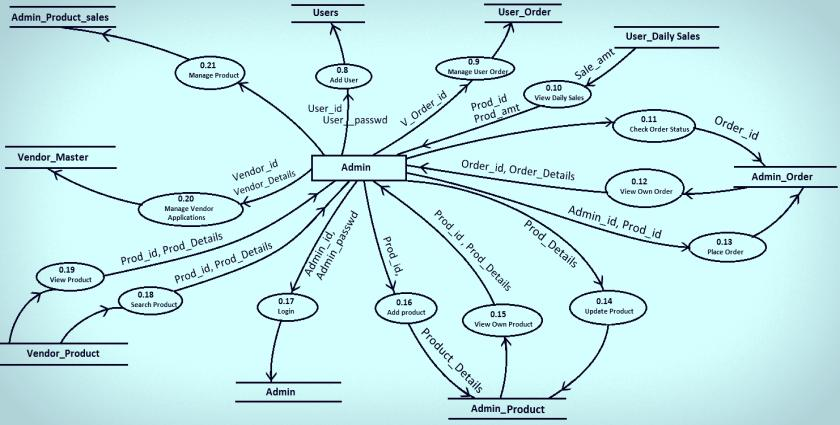 Admin_Product_sales
Users
User_Order
User_Daily Sales
0.21
Manage Product
0.8
Add User
0.9
Manage User Order
Sale_amt
0.10
View Daily Sales
User_id
User__passwd
V_Order_id
Prod_id
Prod_amt
0.11
Check Order Status
Order_id
Vendor_Master
Vendor_id
Vendor_Details
Admin
Order_id, Order_Details
0.12
View Own Order
Admin_Order
0.20
Manage Vendor
Applications
Admin_id, Prod_id
0.13
Place Order
Prod_id, Prod_Details
Prod_id, Prod_Details
Admin_id,
Admin_passwd
Prod_id,
Prod_id , Prod_Details
Prod_Details
0.19
View Product
0.18
Search Product
0.17
Login
0.16
Add product
0.15
View Own Product
0.14
Update Product
Vendor_Product
Product_Details
Admin
Admin_Product